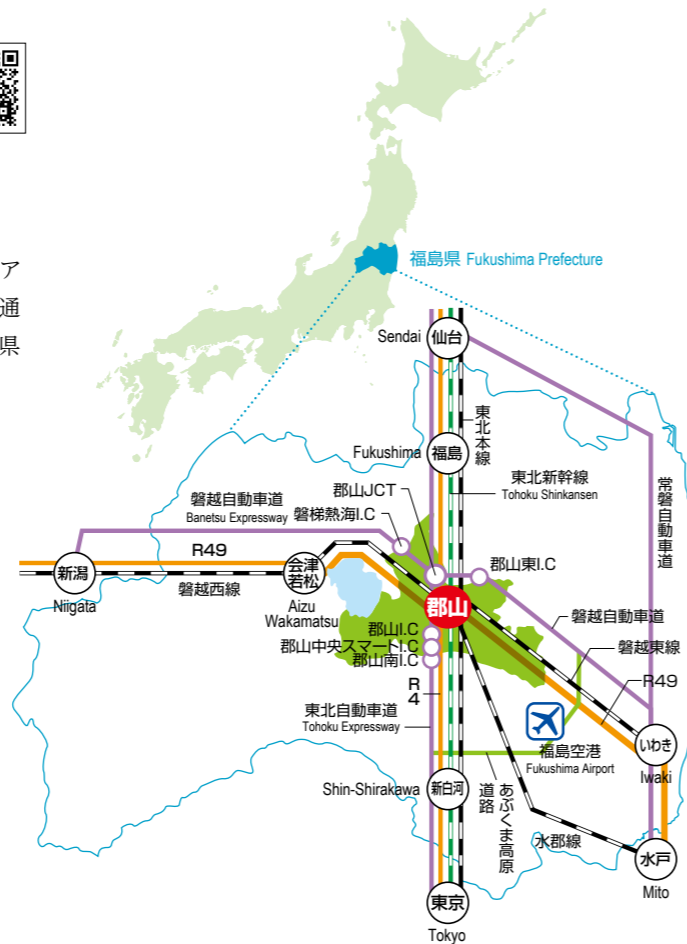 ア
通
県
福島県 Fukushima Prefecture
Sendai 仙台
東北本線
Fukushima 福島
東北新幹線
Tohoku Shinkansen
常磐自動車道
郡山JCT
磐越自動車道
Banetsu Expressway
磐梯熱海I.C
R49
郡山東I.C
新潟
Niigata
会津
若松
Aizu
Wakamatsu
磐越西線
郡山
磐越自動車道
郡山I.C
郡山中央スマートI.C
郡山南I.C
磐越東線
R49
R
4
東北自動車道
Tohoku Expressway
福島空港
Fukushima Airport
いわき
Iwaki
Shin-Shirakawa 新白河
あぶくま高原
道路
水郡線
水戸
Mito
東京
Tokyo